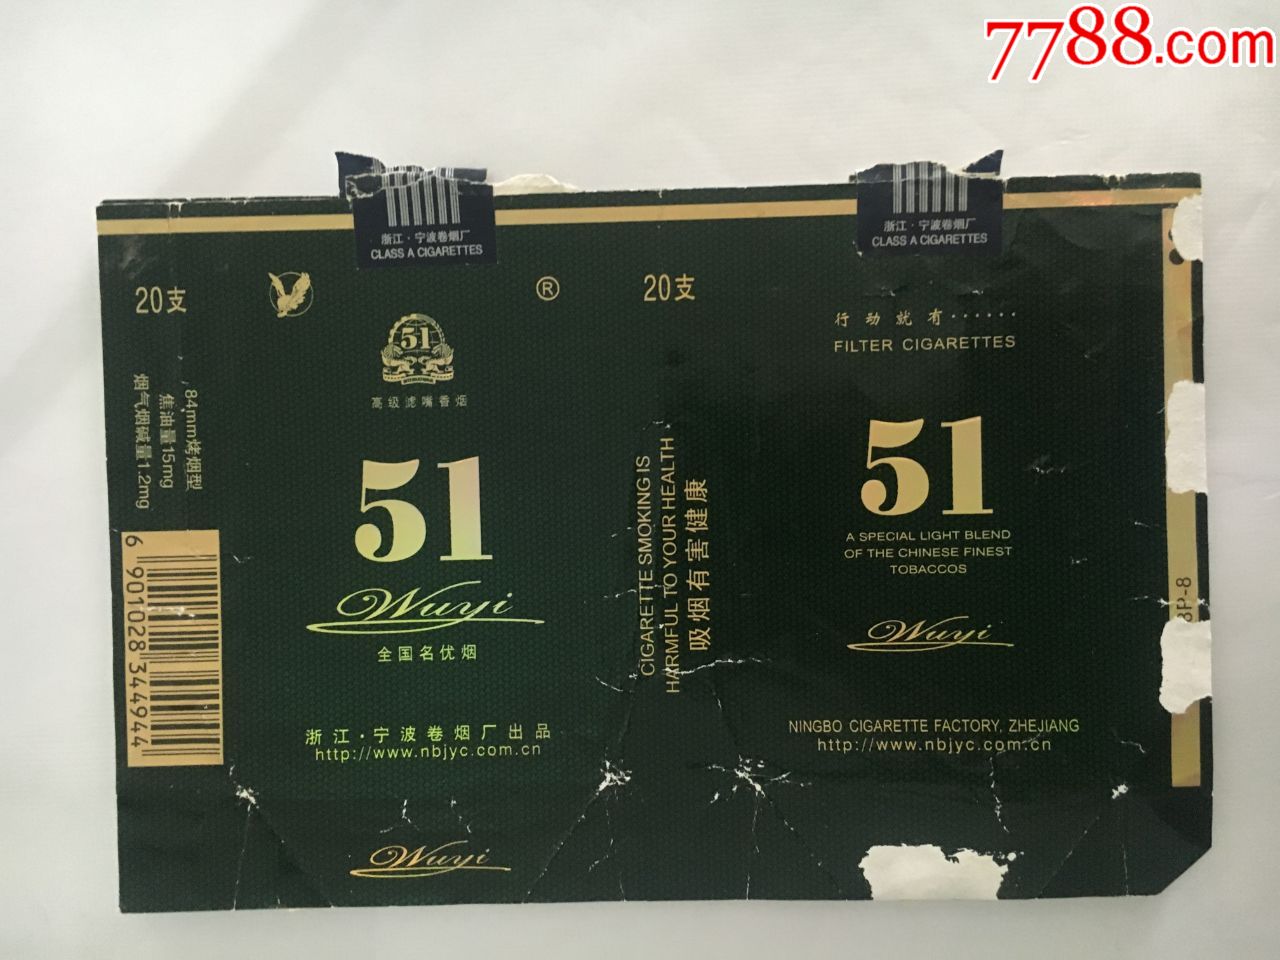 7788.com
浙江·宁波卷烟厂
CLASS A CIGARETTES
浙江·宁波卷烟厂
CLASS A CIGARETTES
20支
84mm烤烟型
焦油量15mg
烟气烟碱量1.2mg
6 901028 344944
®
51
INTERNATIONAL
高级滤嘴香烟
51
Wuyi
全国名优烟
浙江·宁波卷烟厂出品
http://www.nbjyc.com.cn
Wuyi
20支
CIGARETTE SMOKING IS
HARMFUL TO YOUR HEALTH
吸烟有害健康
行动就有······
FILTER CIGARETTES
51
A SPECIAL LIGHT BLEND
OF THE CHINESE FINEST
TOBACCOS
Wuyi
NINGBO CIGARETTE FACTORY, ZHEJIANG
http://www.nbjyc.com.cn